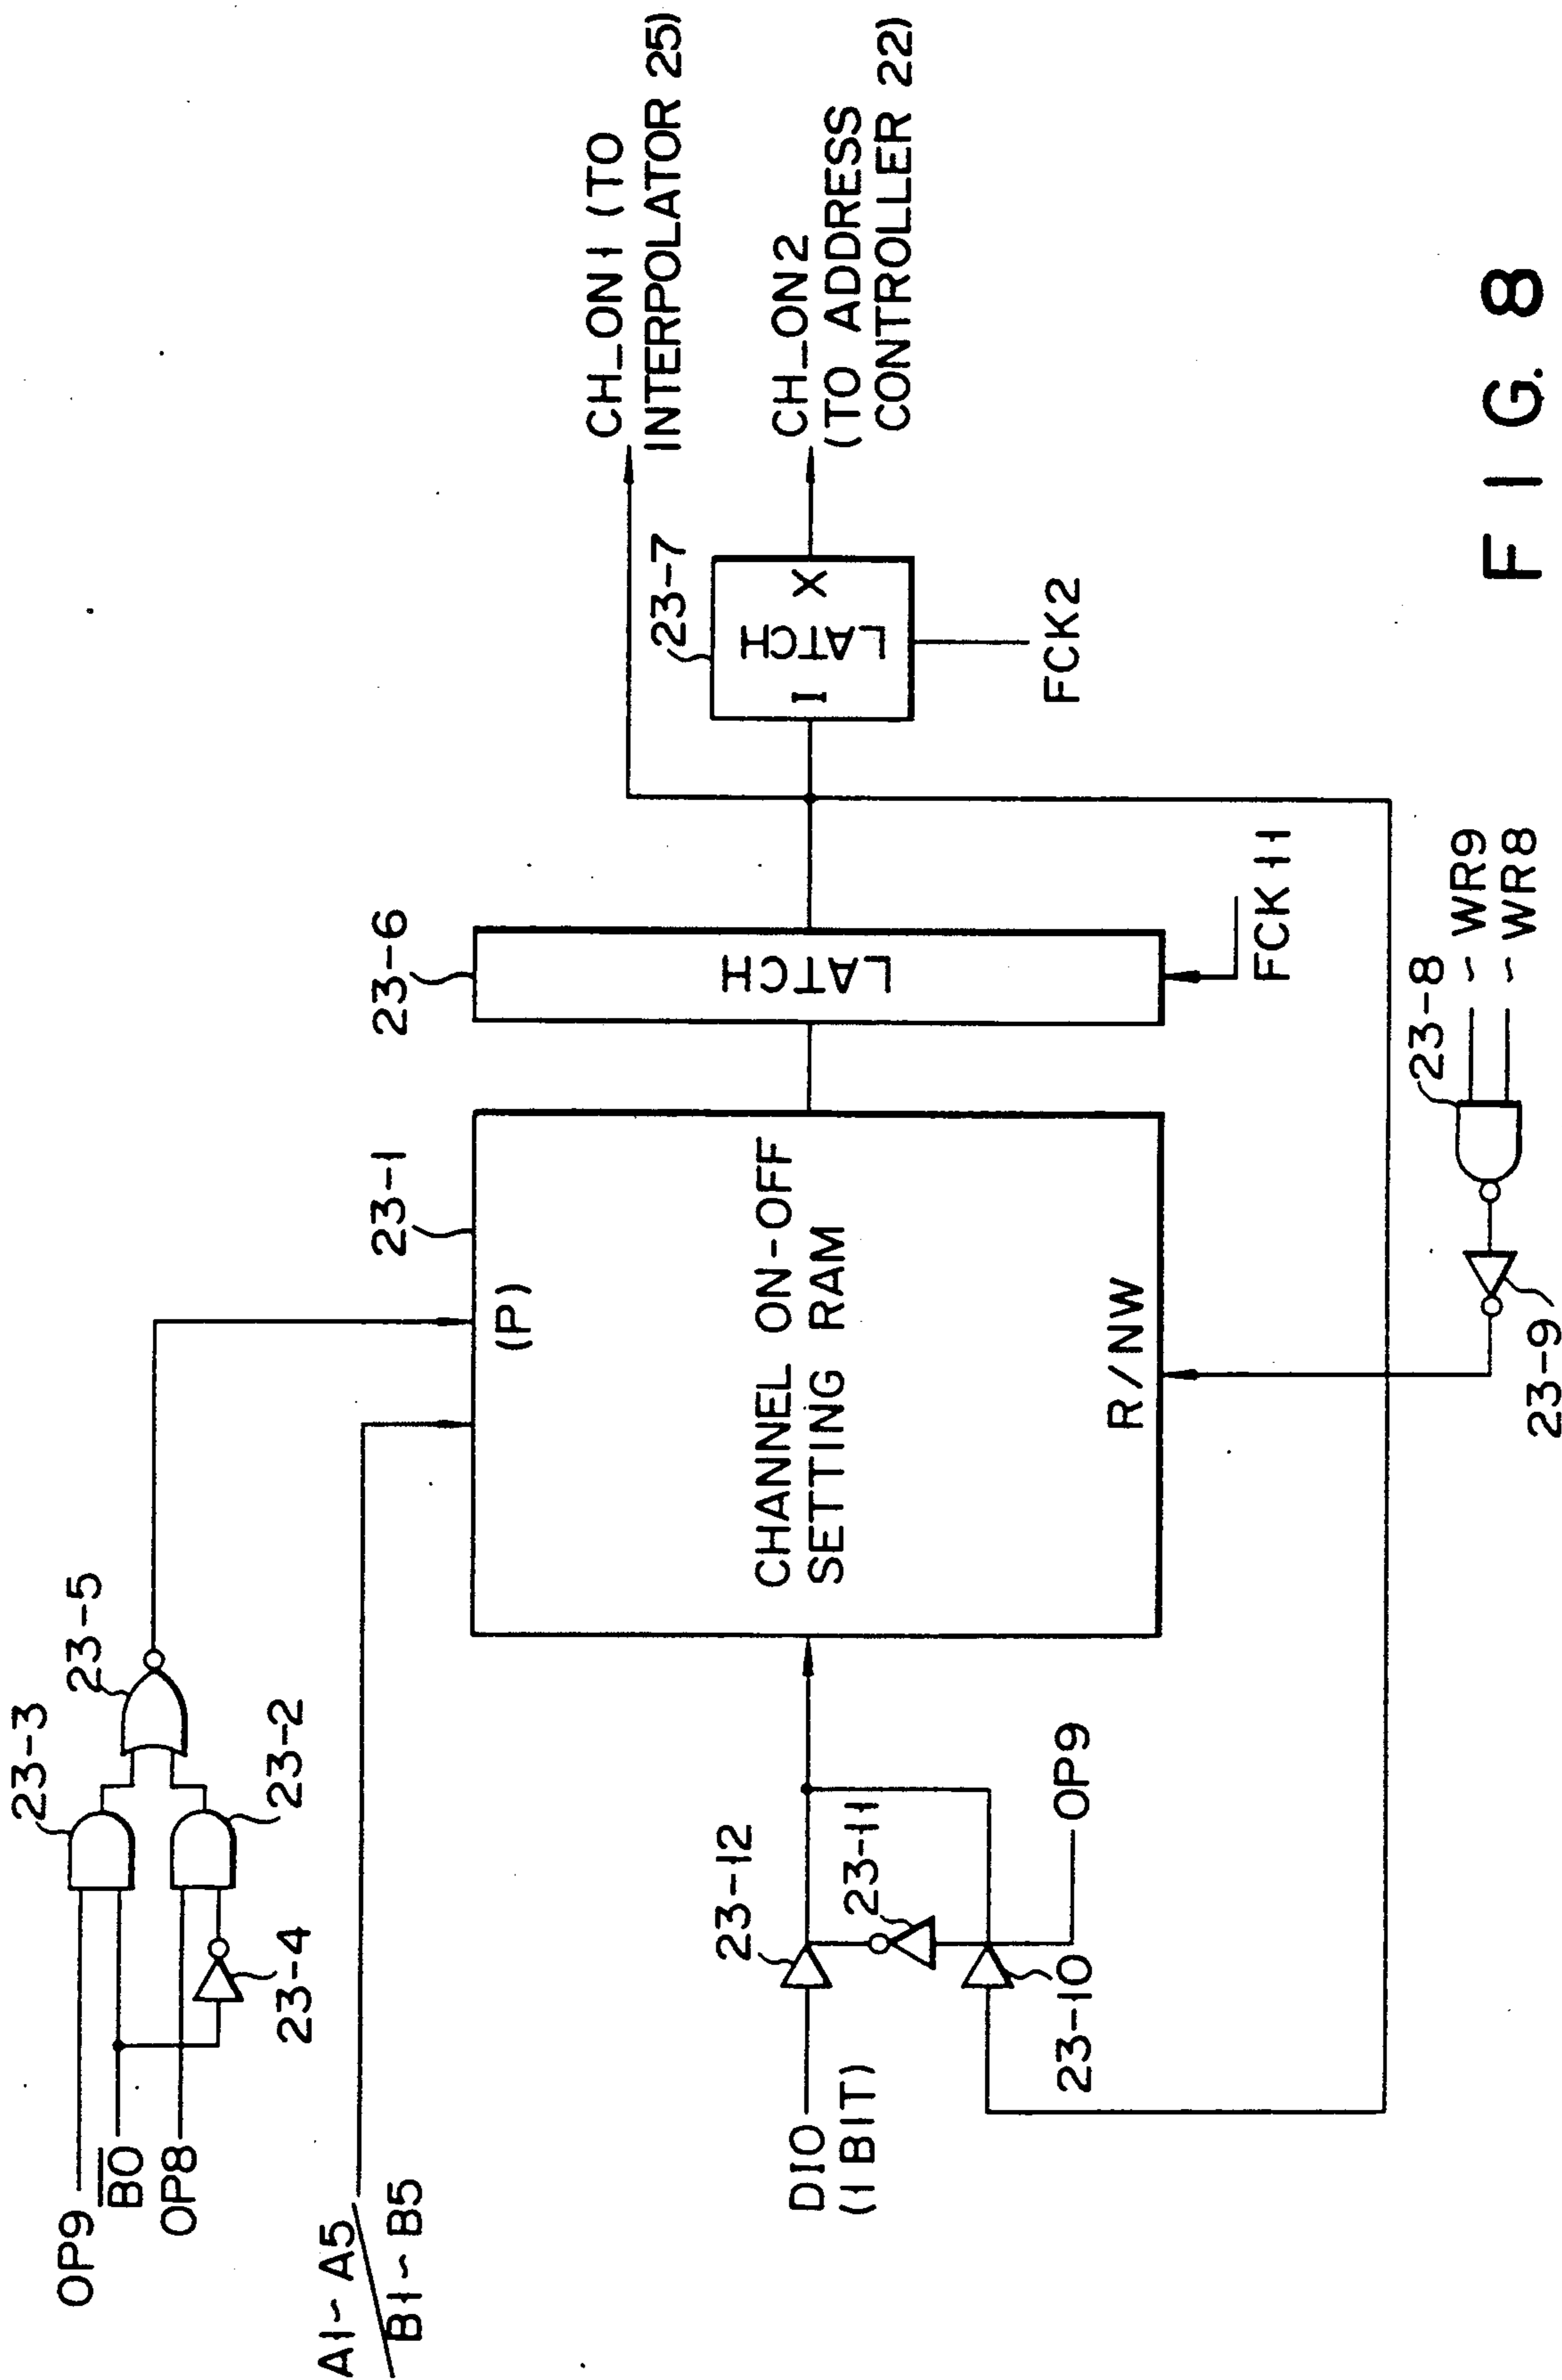 OP9
B0
OP8
23-3
23-5
23-2
23-4
A1~A5
B1~B5
(P)
23-1
CHANNEL ON-OFF
SETTING RAM
R/NW
23-6
LATCH
FCK11
23-7
I LATCH X
FCK2
CH_ON1 (TO
INTERPOLATOR 25)
CH_ON2
(TO ADDRESS
CONTROLLER 22)
DIO
(1 BIT)
23-12
23-11
23-10
OP9
23-8
~ WR9
~ WR8
23-9
FIG. 8